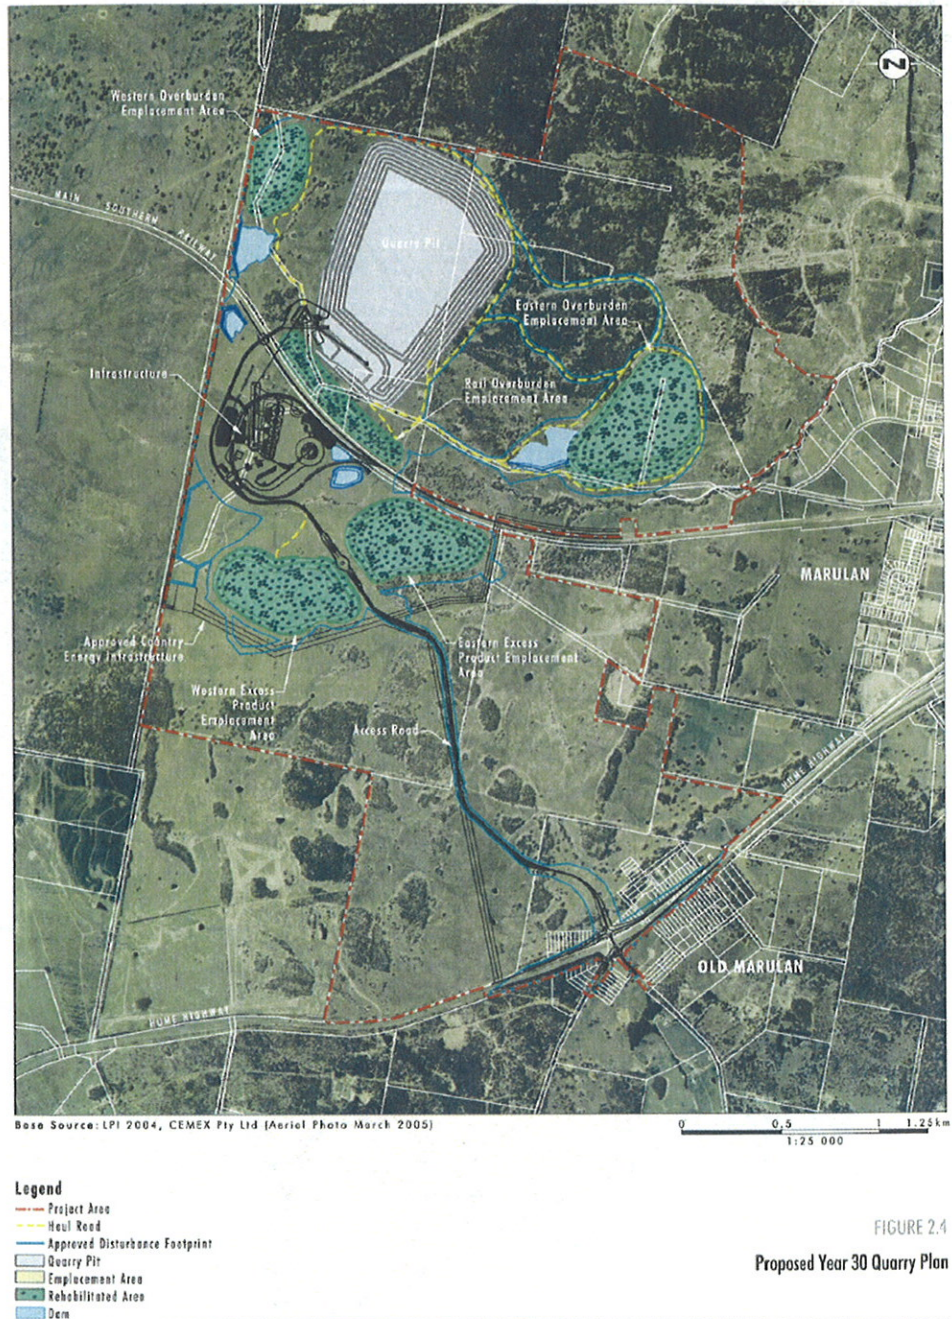 N
Western Overburden
Emplacement Area
MAIN SOUTHERN RAILWAY
Quarry Pit
Eastern Overburden
Emplacement Area
Infrastructure
Rail Overburden
Emplacement Area
MARULAN
Approved Country
Energy Infrastructure
Eastern Excess
Product Emplacement
Area
Western Excess
Product
Emplacement
Area
Access Road
HUME HIGHWAY
OLD MARULAN
HUME HIGHWAY
Base Source: LPI 2004, CEMEX Pty Ltd (Aerial Photo March 2005)
0 0.5 1 1.25km
1:25 000
Legend
Project Area
Haul Road
Approved Disturbance Footprint
Quarry Pit
Emplacement Area
Rehabilitated Area
Dam
FIGURE 2.4
Proposed Year 30 Quarry Plan